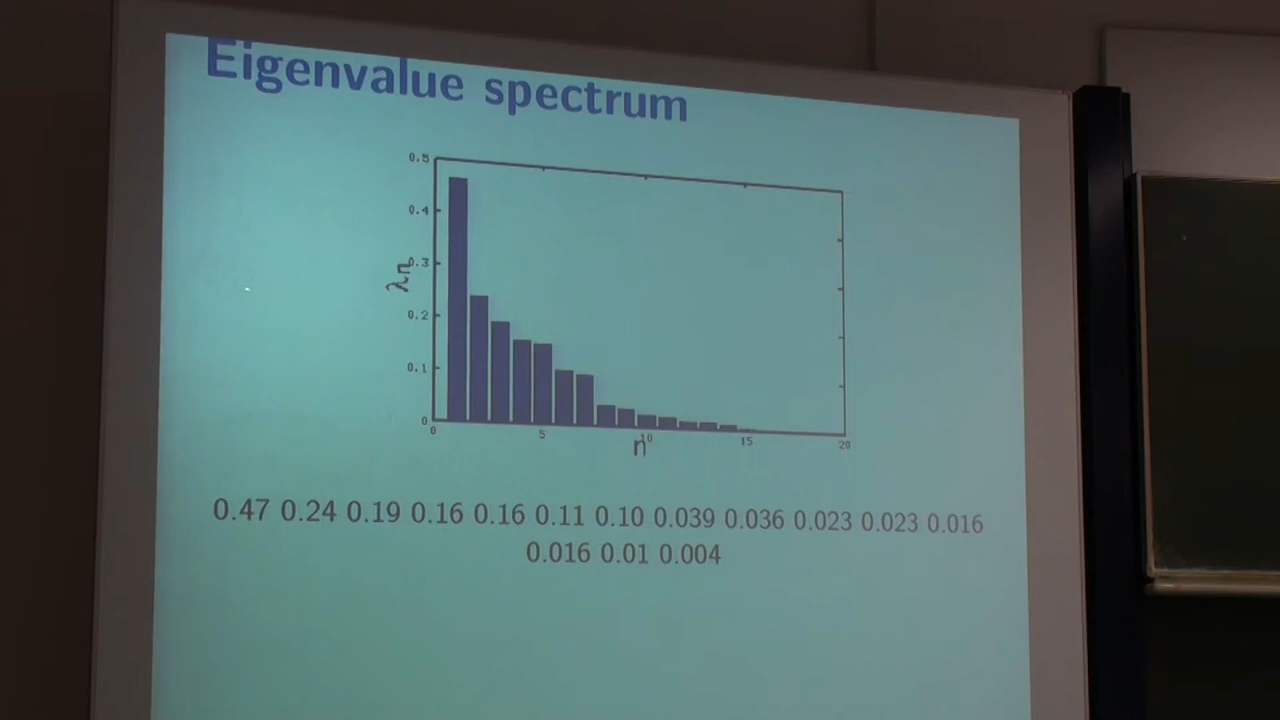 Eigenvalue spectrum
0.5
0.4
0.3
0.2
0.1
0
λn
0 5 10 15 20
n
0.47 0.24 0.19 0.16 0.16 0.11 0.10 0.039 0.036 0.023 0.023 0.016
0.016 0.01 0.004